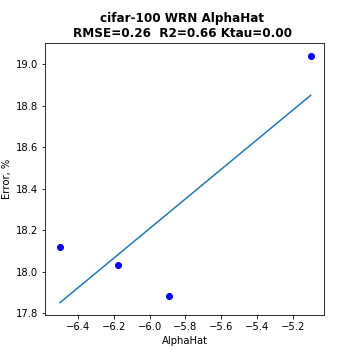 cifar-100 WRN AlphaHat
RMSE=0.26 R2=0.66 Ktau=0.00
19.0
18.8
18.6
18.4
18.2
18.0
17.8
Error, %
−6.4 −6.2 −6.0 −5.8 −5.6 −5.4 −5.2
AlphaHat